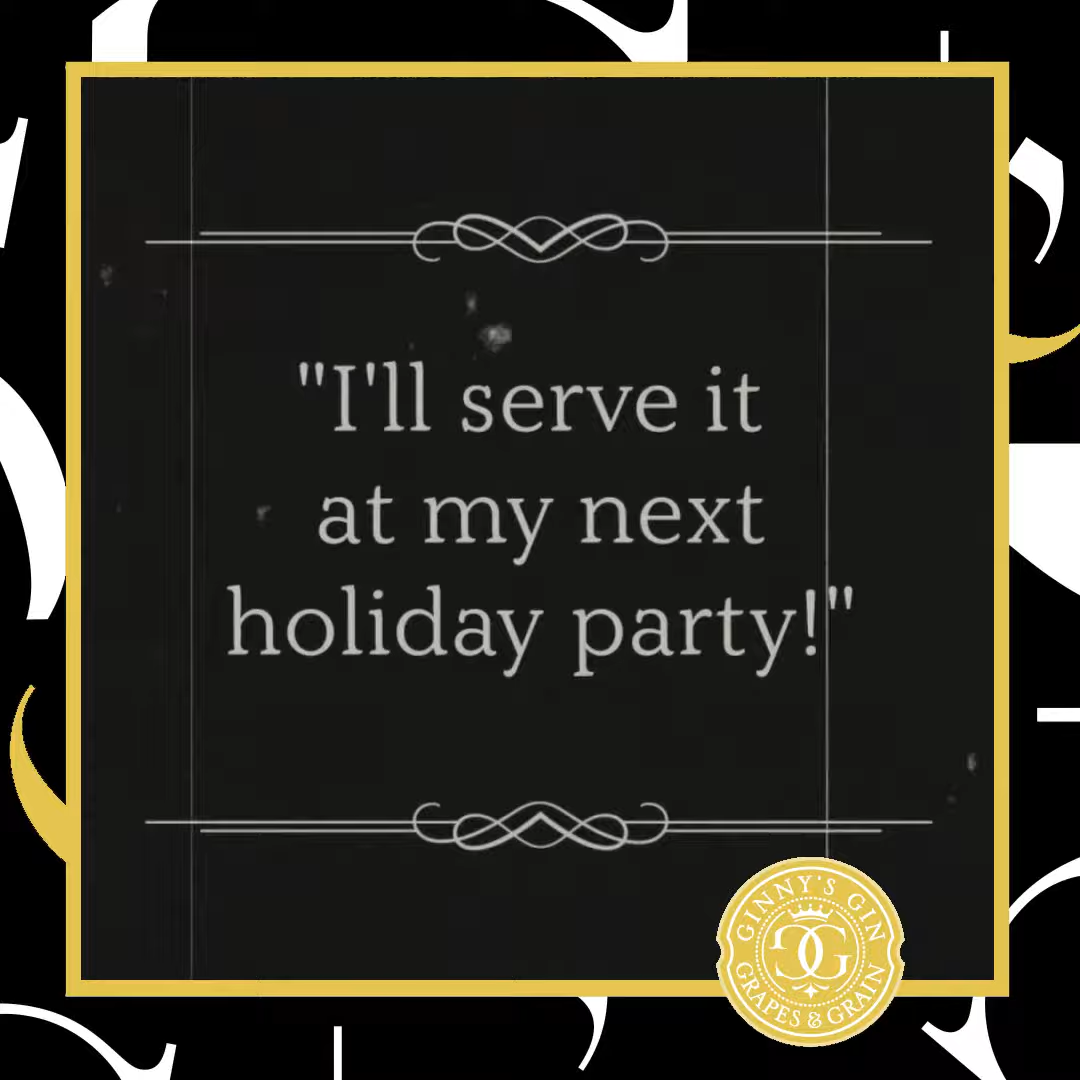 "I'll serve it
at my next
holiday party!"
GINNY'S GIN
GG
GRAPES & GRAIN